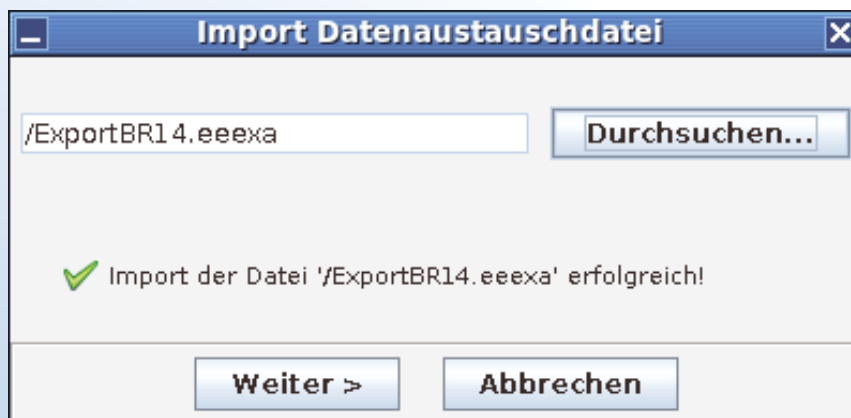 Import Datenaustauschdatei
/ExportBR14.eeexa
Durchsuchen...
Import der Datei '/ExportBR14.eeexa' erfolgreich!
Weiter >
Abbrechen